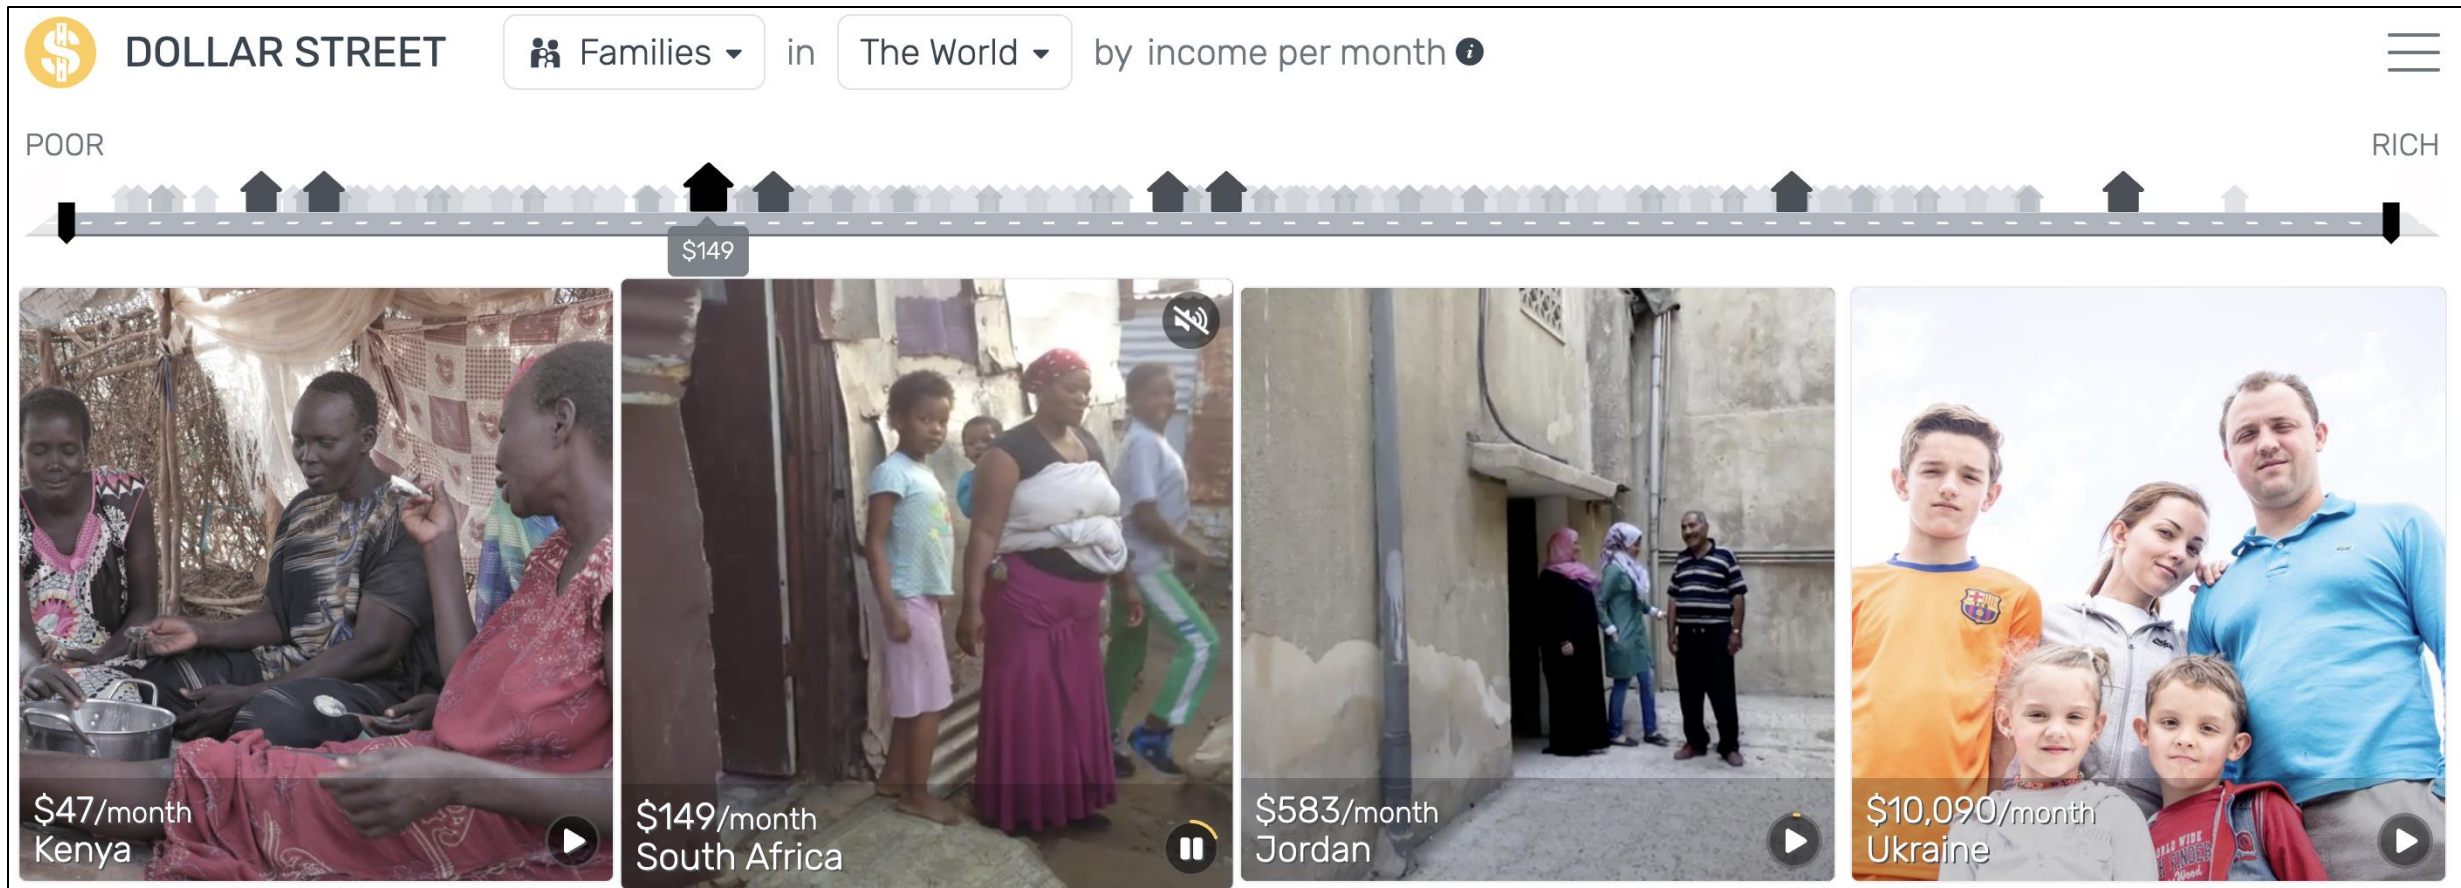 DOLLAR STREET
Families in The World by income per month
POOR
RICH
$149
$47/month
Kenya
$149/month
South Africa
$583/month
Jordan
$10,090/month
Ukraine